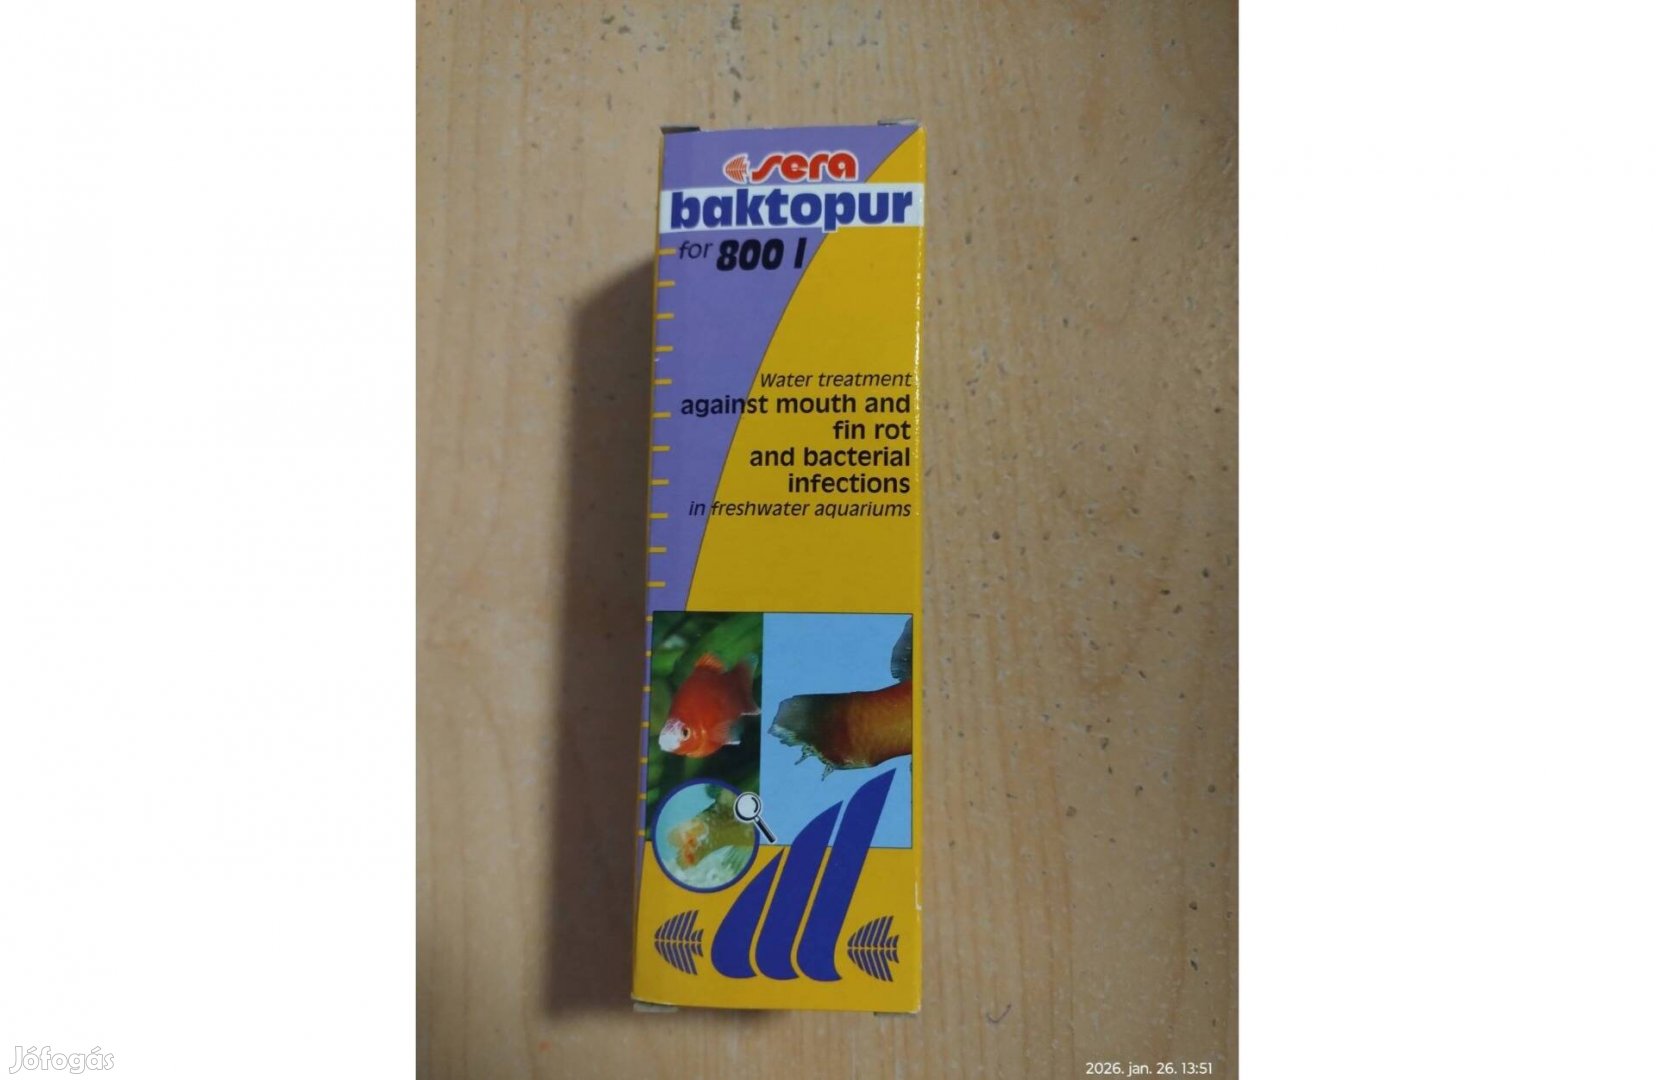 sera
baktopur
for 800 l
Water treatment
against mouth and
fin rot
and bacterial
infections
in freshwater aquariums
Jófogás
2026. jan. 26. 13:51